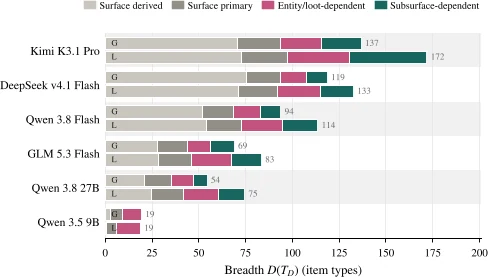 Surface derived Surface primary Entity/loot-dependent Subsurface-dependent
Kimi K3.1 Pro
G 137
L 172
DeepSeek v4.1 Flash
G 119
L 133
Qwen 3.8 Flash
G 94
L 114
GLM 5.3 Flash
G 69
L 83
Qwen 3.8 27B
G 54
L 75
Qwen 3.5 9B
G 19
L 19
0 25 50 75 100 125 150 175 200
Breadth D(T_D) (item types)